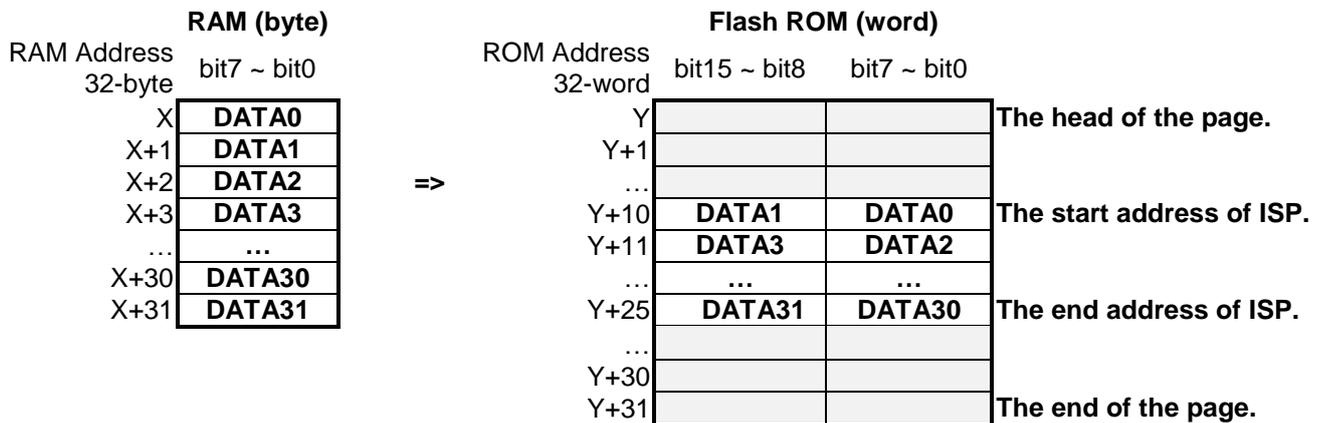 RAM (byte) Flash ROM (word)
RAM Address 32-byte bit7 ~ bit0 ROM Address 32-word bit15 ~ bit8 bit7 ~ bit0
X DATA0 Y The head of the page.
X+1 DATA1 Y+1
X+2 DATA2 => …
X+3 DATA3 Y+10 DATA1 DATA0 The start address of ISP.
… … Y+11 DATA3 DATA2
X+30 DATA30 … … …
X+31 DATA31 Y+25 DATA31 DATA30 The end address of ISP.
…
Y+30
Y+31 The end of the page.